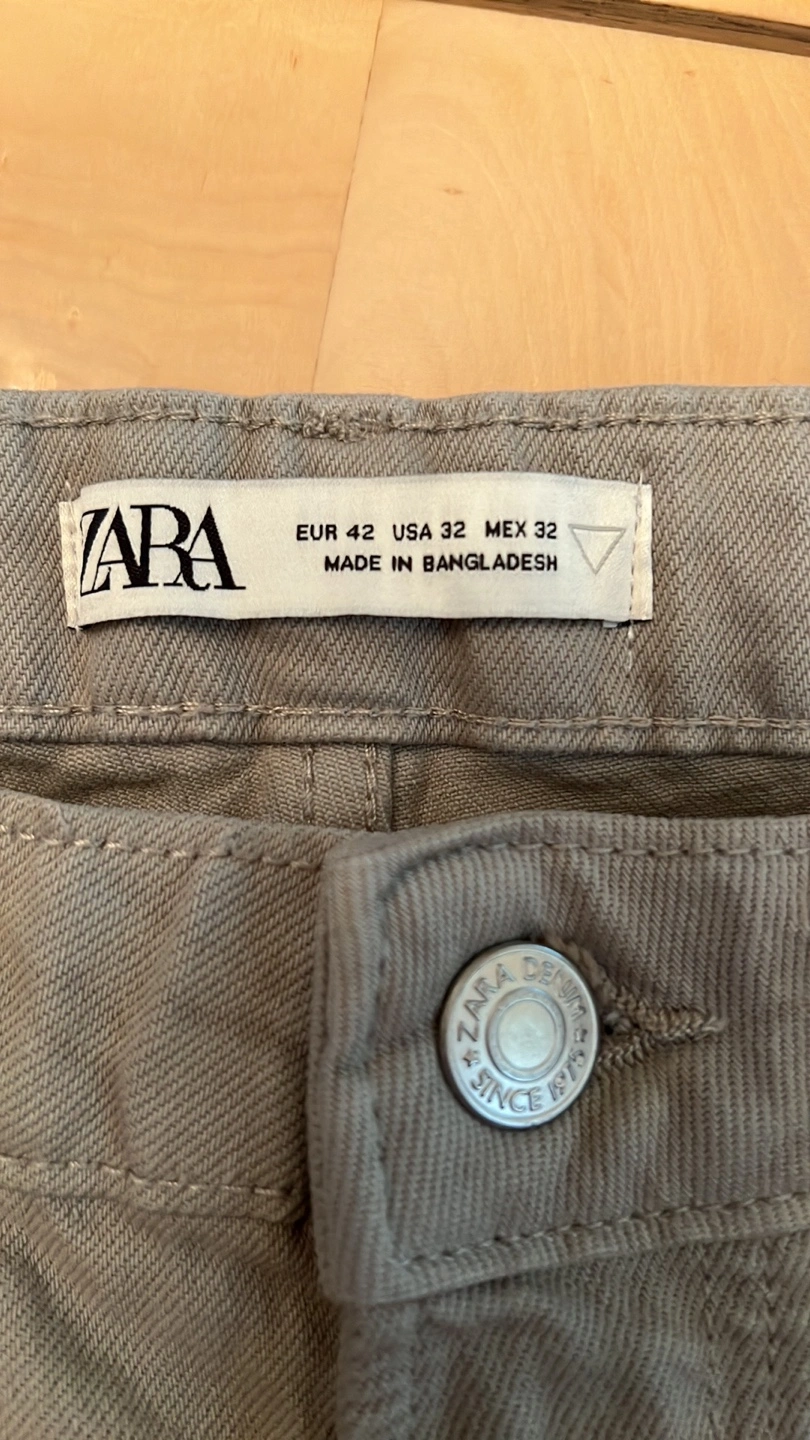 ZARA
EUR 42 USA 32 MEX 32
MADE IN BANGLADESH
ZARA DENIM
SINCE 1975